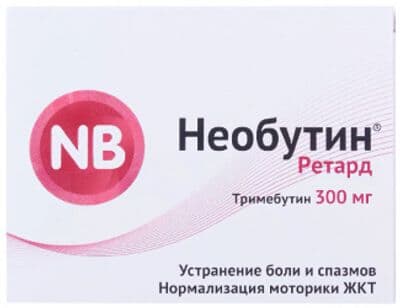 NB
Необутин®
Ретард
Тримебутин 300 мг
Устранение боли и спазмов
Нормализация моторики ЖКТ